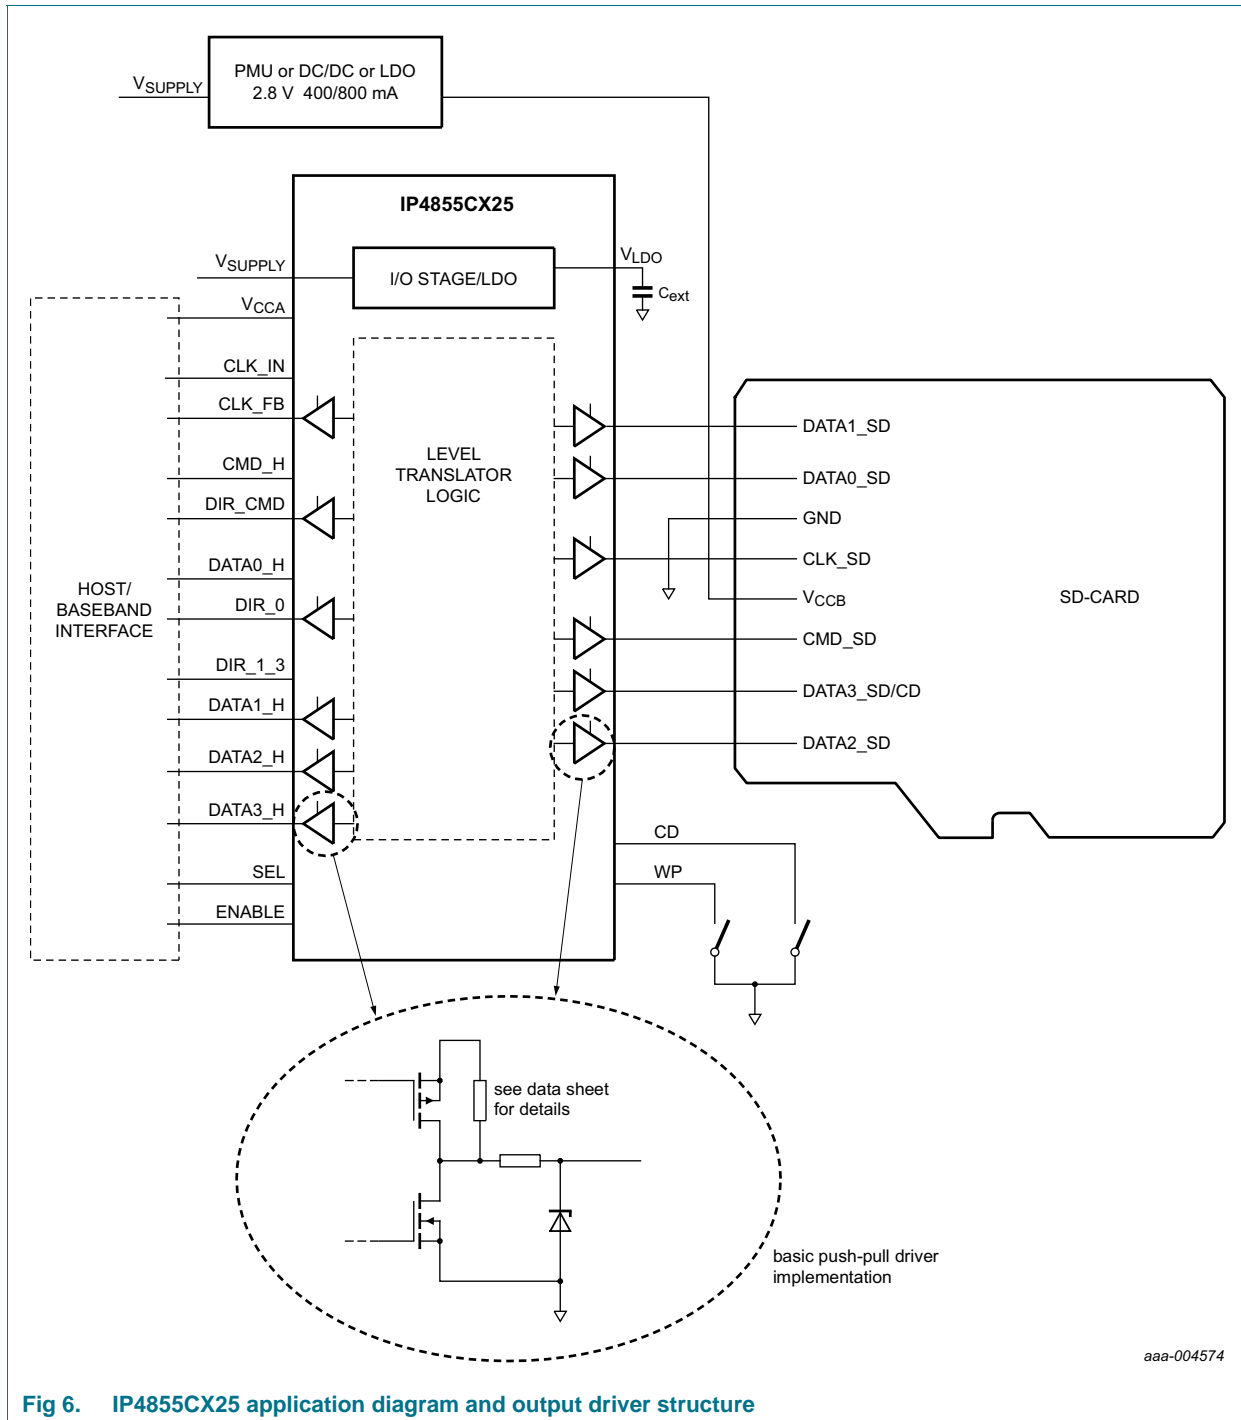 PMU or DC/DC or LDO
VSUPPLY
2.8 V 400/800 mA
IP4855CX25
VSUPPLY
I/O STAGE/LDO
VLDO
Cext
VCCA
CLK_IN
CLK_FB
CMD_H
DIR_CMD
DATA0_H
DIR_0
DIR_1_3
DATA1_H
DATA2_H
DATA3_H
SEL
ENABLE
HOST/
BASEBAND
INTERFACE
LEVEL
TRANSLATOR
LOGIC
DATA1_SD
DATA0_SD
GND
CLK_SD
VCCB
CMD_SD
DATA3_SD/CD
DATA2_SD
SD-CARD
CD
WP
see data sheet
for details
basic push-pull driver
implementation
aaa-004574
Fig 6. IP4855CX25 application diagram and output driver structure